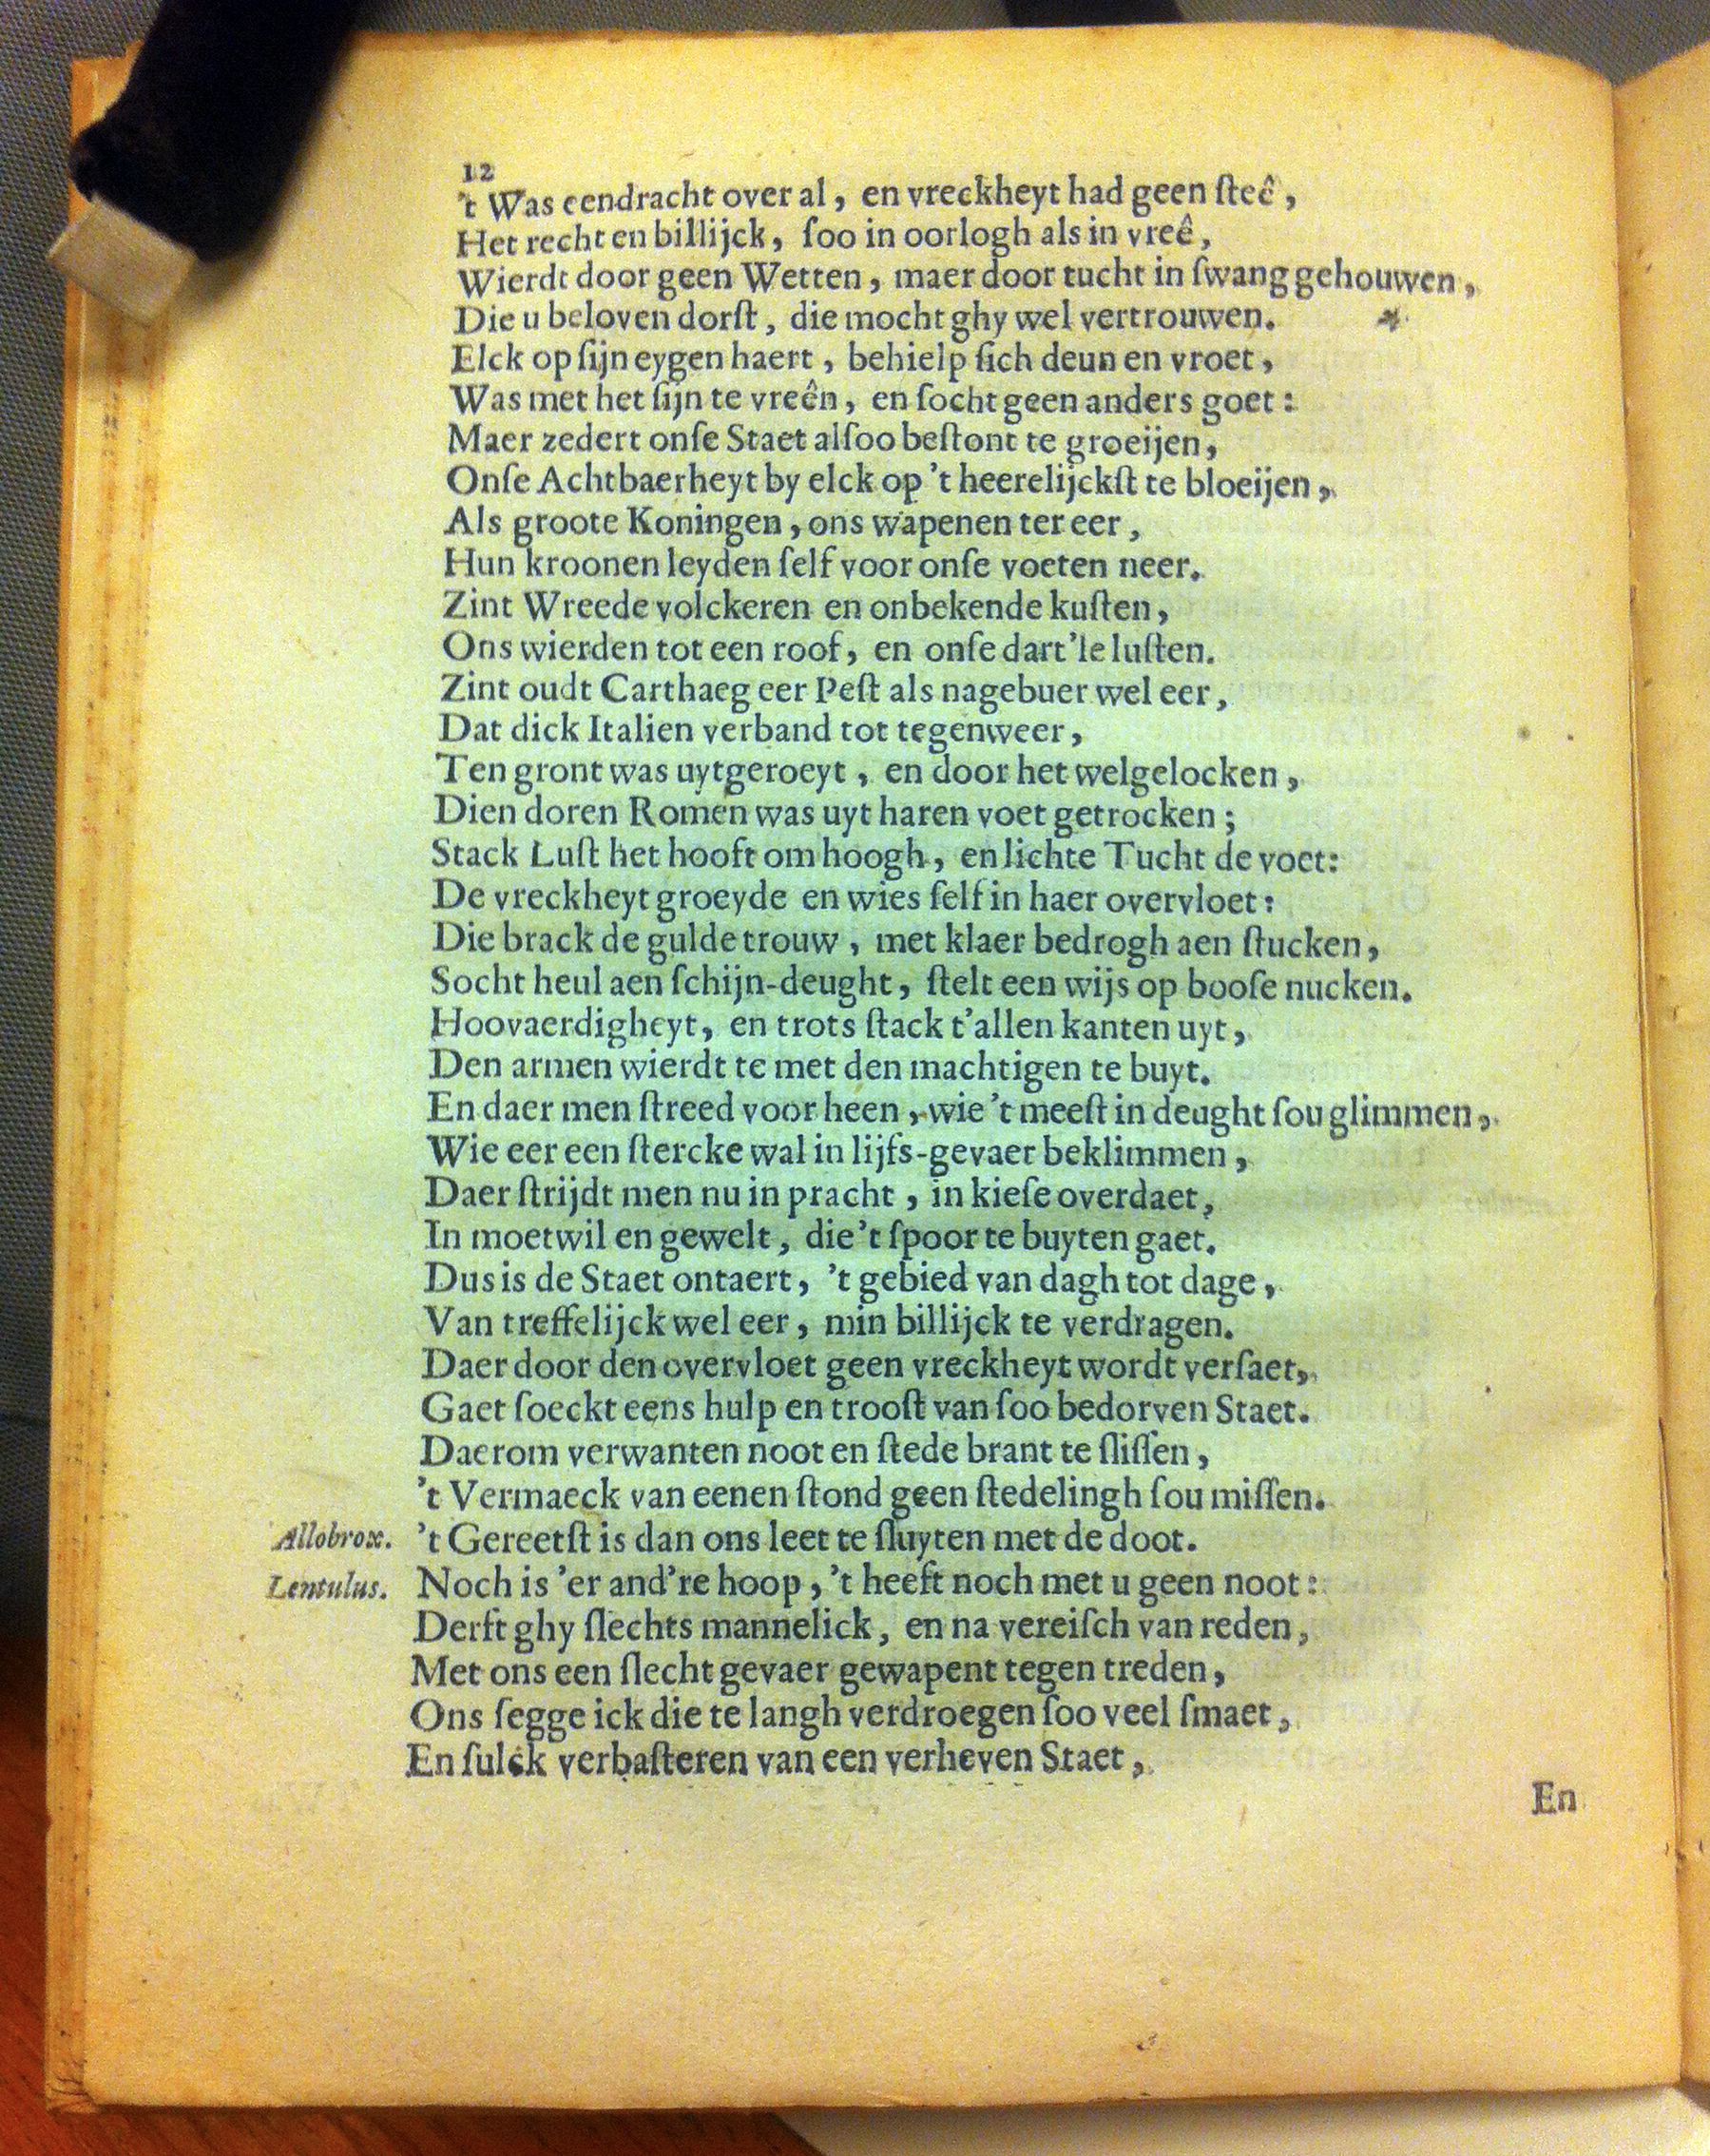 12
't Was eendracht over al, en vreckheyt had geen ſteê,
Het recht en billijck, ſoo in oorlogh als in vreê,
Wierdt door geen Wetten, maer door tucht in ſwang gehouwen,
Die u beloven dorſt, die mocht ghy wel vertrouwen.
Elck op ſijn eygen haert, behielp ſich deun en vroet,
Was met het ſijn te vreên, en ſocht geen anders goet:
Maer zedert onſe Staet alſoo beſtont te groeijen,
Onſe Achtbaerheyt by elck op 't heerelijckſt te bloeijen,
Als groote Koningen, ons wapenen ter eer,
Hun kroonen leyden ſelf voor onſe voeten neer.
Zint Wreede volckeren en onbekende kuſten,
Ons wierden tot een roof, en onſe dart'le luſten.
Zint oudt Carthaeg eer Peſt als nagebuer wel eer,
Dat dick Italien verband tot tegenweer,
Ten gront was uytgeroeyt, en door het welgelocken,
Dien doren Romen was uyt haren voet getrocken;
Stack Luſt het hooft om hoogh, en lichte Tucht de voet:
De vreckheyt groeyde en wies ſelf in haer overvloet:
Die brack de gulde trouw, met klaer bedrogh aen ſtucken,
Socht heul aen ſchijn-deught, ſtelt een wijs op booſe nucken.
Hoovaerdigheyt, en trots ſtack t'allen kanten uyt,
Den armen wierdt te met den machtigen te buyt.
En daer men ſtreed voor heen, wie 't meeſt in deught ſou glimmen,
Wie eer een ſtercke wal in lijfs-gevaer beklimmen,
Daer ſtrijdt men nu in pracht, in kieſe overdaet,
In moetwil en gewelt, die 't ſpoor te buyten gaet.
Dus is de Staet ontaert, 't gebied van dagh tot dage,
Van treffelijck wel eer, min billijck te verdragen.
Daer door den overvloet geen vreckheyt wordt verſaet,
Gaet ſoeckt eens hulp en trooſt van ſoo bedorven Staet.
Daerom verwanten noot en ſtede brant te ſliſſen,
't Vermaeck van eenen ſtond geen ſtedelingh ſou miſſen.
Allobrox. 't Gereetſt is dan ons leet te ſluyten met de doot.
Lentulus. Noch is 'er and're hoop, 't heeft noch met u geen noot:
Derft ghy ſlechts mannelick, en na vereiſch van reden,
Met ons een ſlecht gevaer gewapent tegen treden,
Ons ſegge ick die te langh verdroegen ſoo veel ſmaet,
En ſulck verbaſteren van een verheven Staet,
En